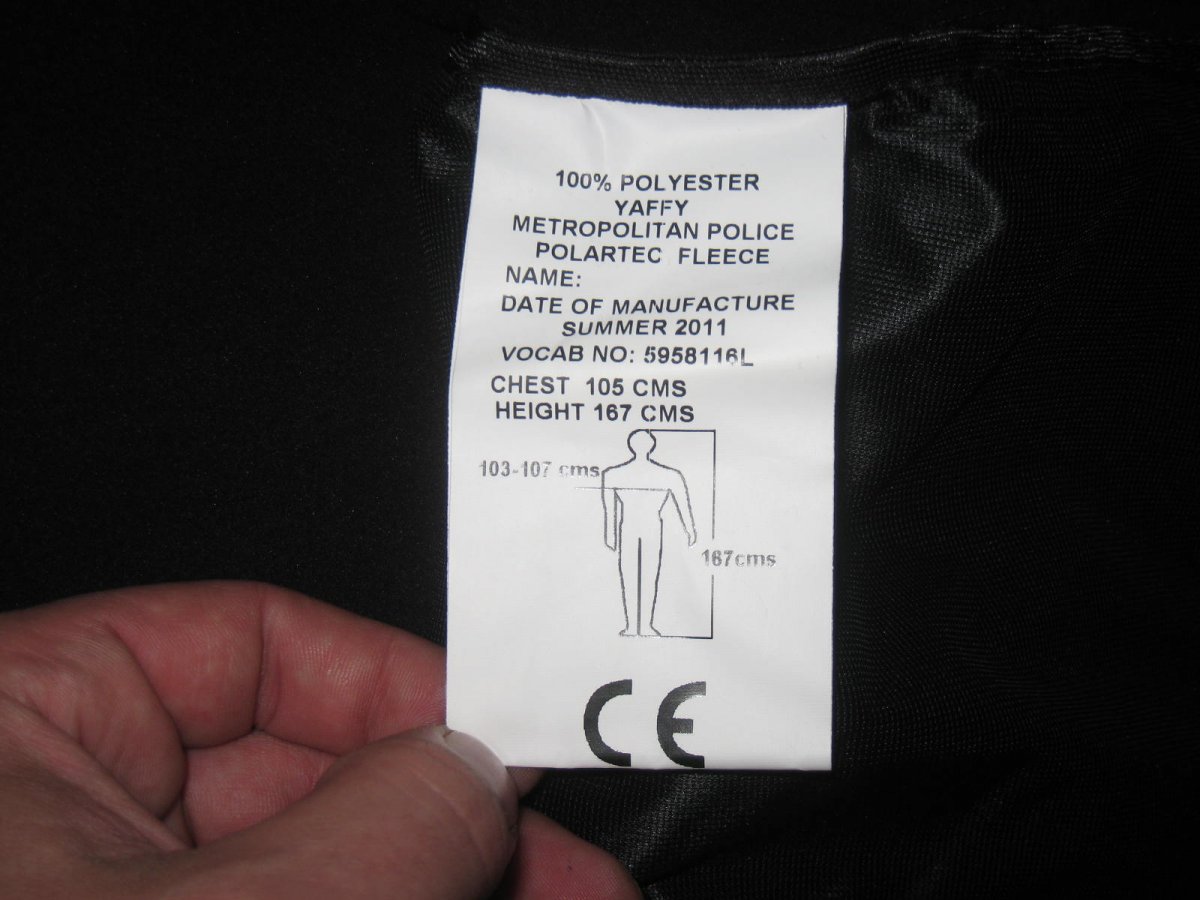 100% POLYESTER
YAFFY
METROPOLITAN POLICE
POLARTEC FLEECE
NAME:
DATE OF MANUFACTURE
SUMMER 2011
VOCAB NO: 5958116L
CHEST 105 CMS
HEIGHT 167 CMS
103-107 cms
167cms
CE